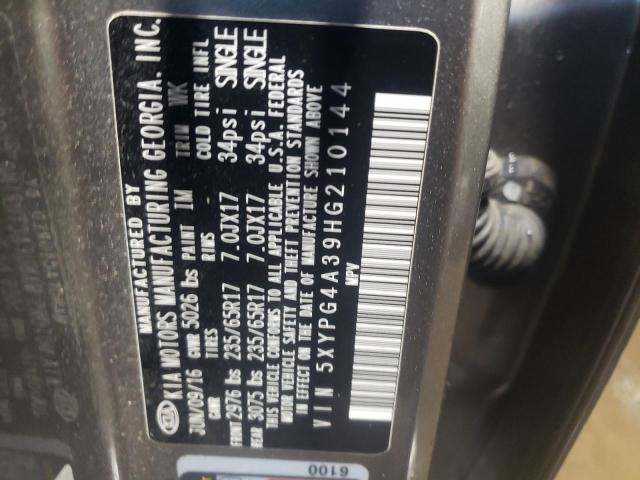 MANUFACTURED BY
KIA KIA MOTORS MANUFACTURING GEORGIA. INC.
JUN/09/16 GVWR 5026 lbs PAINT IM TRIM WK
GWR TIRES RIMS COLD TIRE INFL
FRONT 2976 lbs 235/65R17 7.0JX17 34psi SINGLE
REAR 3075 lbs 235/65R17 7.0JX17 34psi SINGLE
THIS VEHICLE CONFORMS TO ALL APPLICABLE U.S.A. FEDERAL
MOTOR VEHICLE SAFETY AND THEFT PREVENTION STANDARDS
IN EFFECT ON THE DATE OF MANUFACTURE SHOWN ABOVE
VIN 5XYPG4A39HG210144
MPV
6100